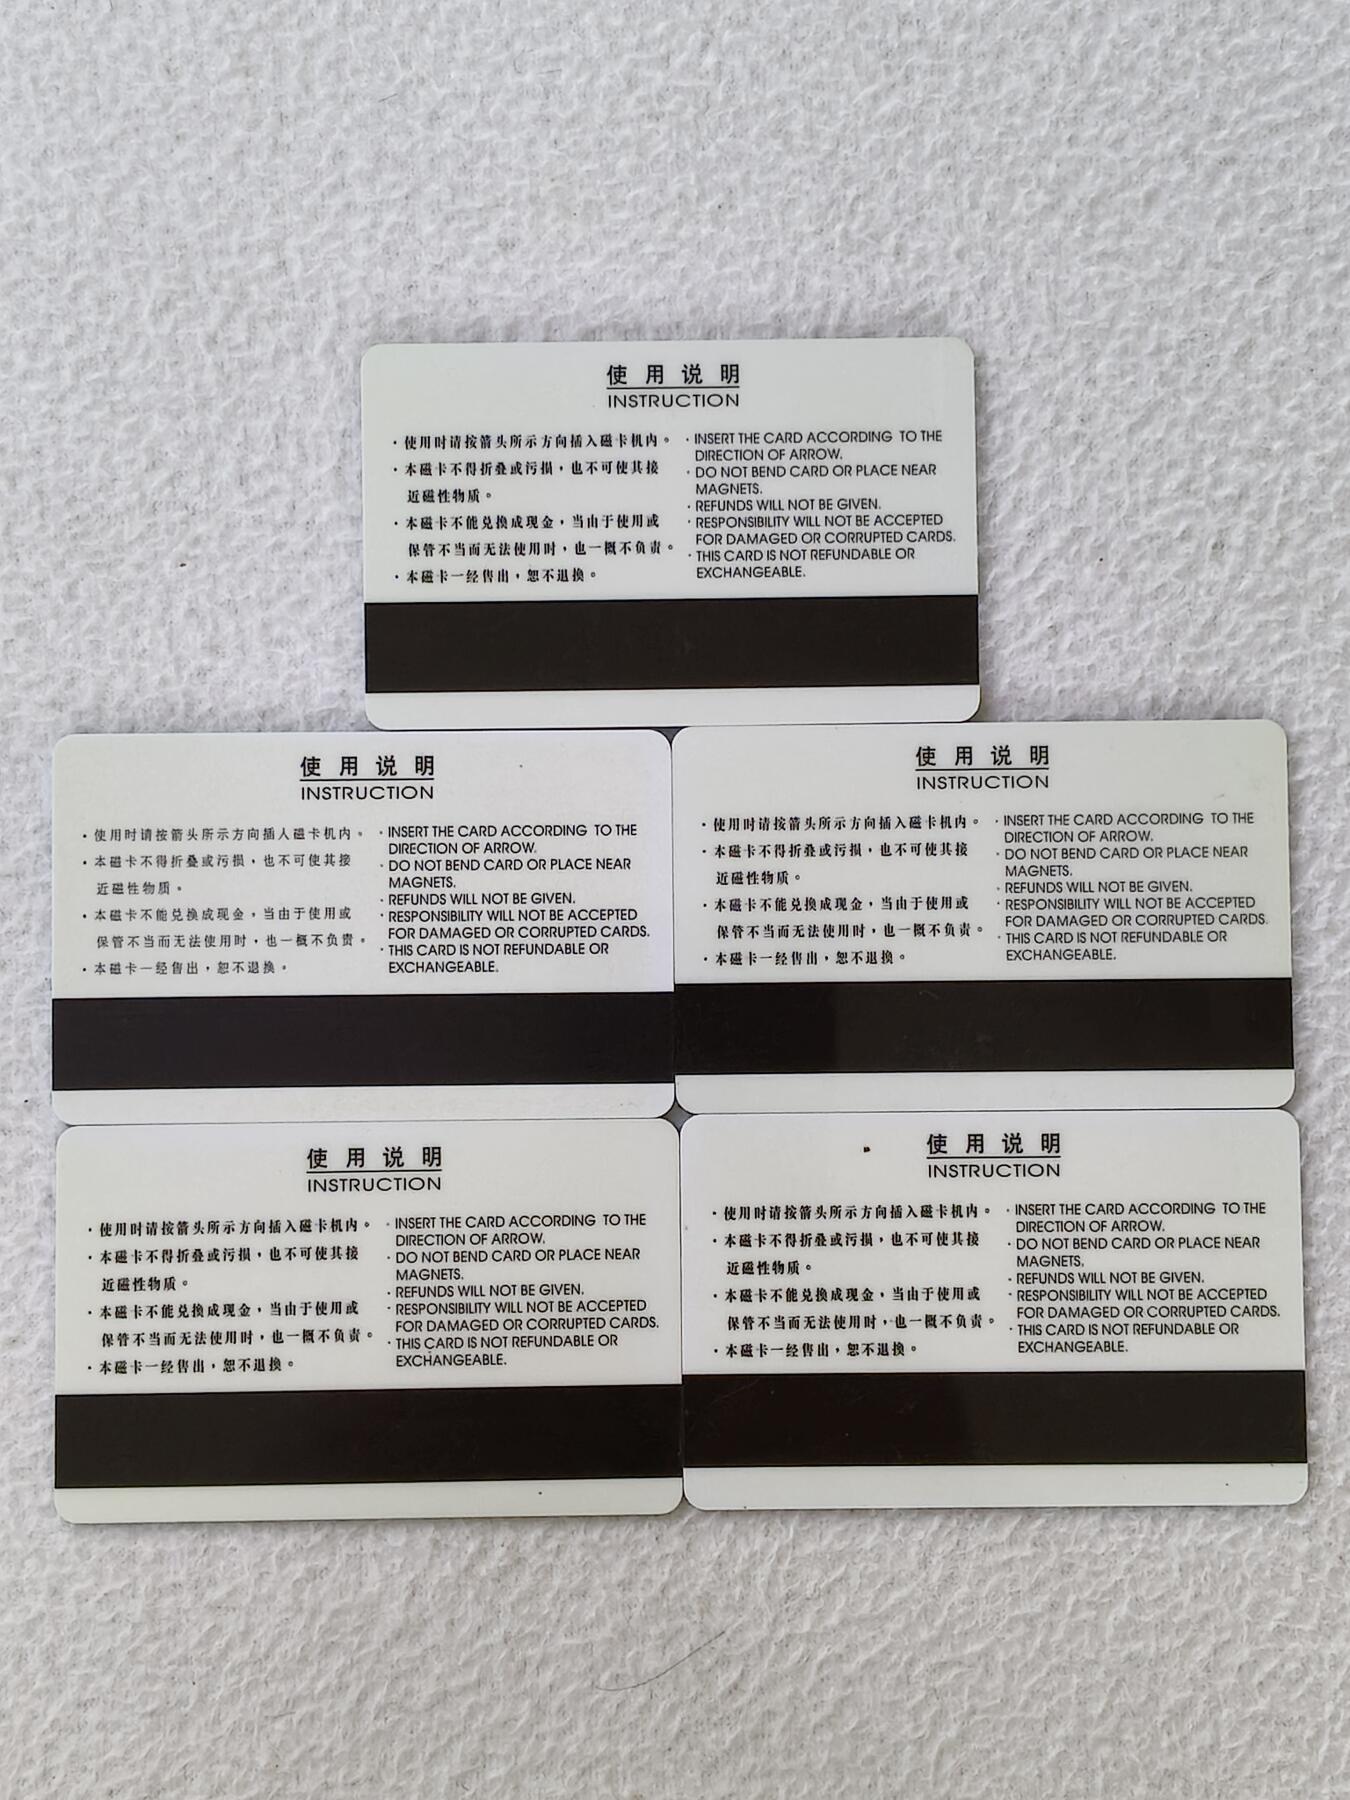 使用说明
INSTRUCTION
·使用时请按箭头所示方向插入磁卡机内。
·本磁卡不得折叠或污损，也不可使其接
近磁性物质。
·本磁卡不能兑换成现金，当由于使用或
保管不当而无法使用时，也一概不负责。
·本磁卡一经售出，恕不退换。
·INSERT THE CARD ACCORDING TO THE
DIRECTION OF ARROW.
·DO NOT BEND CARD OR PLACE NEAR
MAGNETS.
·REFUNDS WILL NOT BE GIVEN.
·RESPONSIBILITY WILL NOT BE ACCEPTED
FOR DAMAGED OR CORRUPTED CARDS.
·THIS CARD IS NOT REFUNDABLE OR
EXCHANGEABLE.
使用说明
INSTRUCTION
·使用时请按箭头所示方向插人磁卡机内。
·本磁卡不得折叠或污损，也不可使其接
近磁性物质。
·本磁卡不能兑换成现金，当由于使用或
保管不当而无法使用时，也一概不负责。
·本磁卡一经售出，恕不退换。
·INSERT THE CARD ACCORDING TO THE
DIRECTION OF ARROW.
·DO NOT BEND CARD OR PLACE NEAR
MAGNETS.
·REFUNDS WILL NOT BE GIVEN.
·RESPONSIBILITY WILL NOT BE ACCEPTED
FOR DAMAGED OR CORRUPTED CARDS.
·THIS CARD IS NOT REFUNDABLE OR
EXCHANGEABLE.
使用说明
INSTRUCTION
·使用时请按箭头所示方向插入磁卡机内。
·本磁卡不得折叠或污损，也不可使其接
近磁性物质。
·本磁卡不能兑换成现金，当由于使用或
保管不当而无法使用时，也一概不负责。
·本磁卡一经售出，恕不退换。
·INSERT THE CARD ACCORDING TO THE
DIRECTION OF ARROW.
·DO NOT BEND CARD OR PLACE NEAR
MAGNETS.
·REFUNDS WILL NOT BE GIVEN.
·RESPONSIBILITY WILL NOT BE ACCEPTED
FOR DAMAGED OR CORRUPTED CARDS.
·THIS CARD IS NOT REFUNDABLE OR
EXCHANGEABLE.
使用说明
INSTRUCTION
·使用时请按箭头所示方向插入磁卡机内。
·本磁卡不得折叠或污损，也不可使其接
近磁性物质。
·本磁卡不能兑换成现金，当由于使用或
保管不当而无法使用时，也一概不负责。
·本磁卡一经售出，恕不退换。
·INSERT THE CARD ACCORDING TO THE
DIRECTION OF ARROW.
·DO NOT BEND CARD OR PLACE NEAR
MAGNETS.
·REFUNDS WILL NOT BE GIVEN.
·RESPONSIBILITY WILL NOT BE ACCEPTED
FOR DAMAGED OR CORRUPTED CARDS.
·THIS CARD IS NOT REFUNDABLE OR
EXCHANGEABLE.
使用说明
INSTRUCTION
·使用时请按箭头所示方向插入磁卡机内。
·本磁卡不得折叠或污损，也不可使其接
近磁性物质。
·本磁卡不能兑换成现金，当由于使用或
保管不当而无法使用时，也一概不负责。
·本磁卡一经售出，恕不退换。
·INSERT THE CARD ACCORDING TO THE
DIRECTION OF ARROW.
·DO NOT BEND CARD OR PLACE NEAR
MAGNETS.
·REFUNDS WILL NOT BE GIVEN.
·RESPONSIBILITY WILL NOT BE ACCEPTED
FOR DAMAGED OR CORRUPTED CARDS.
·THIS CARD IS NOT REFUNDABLE OR
EXCHANGEABLE.